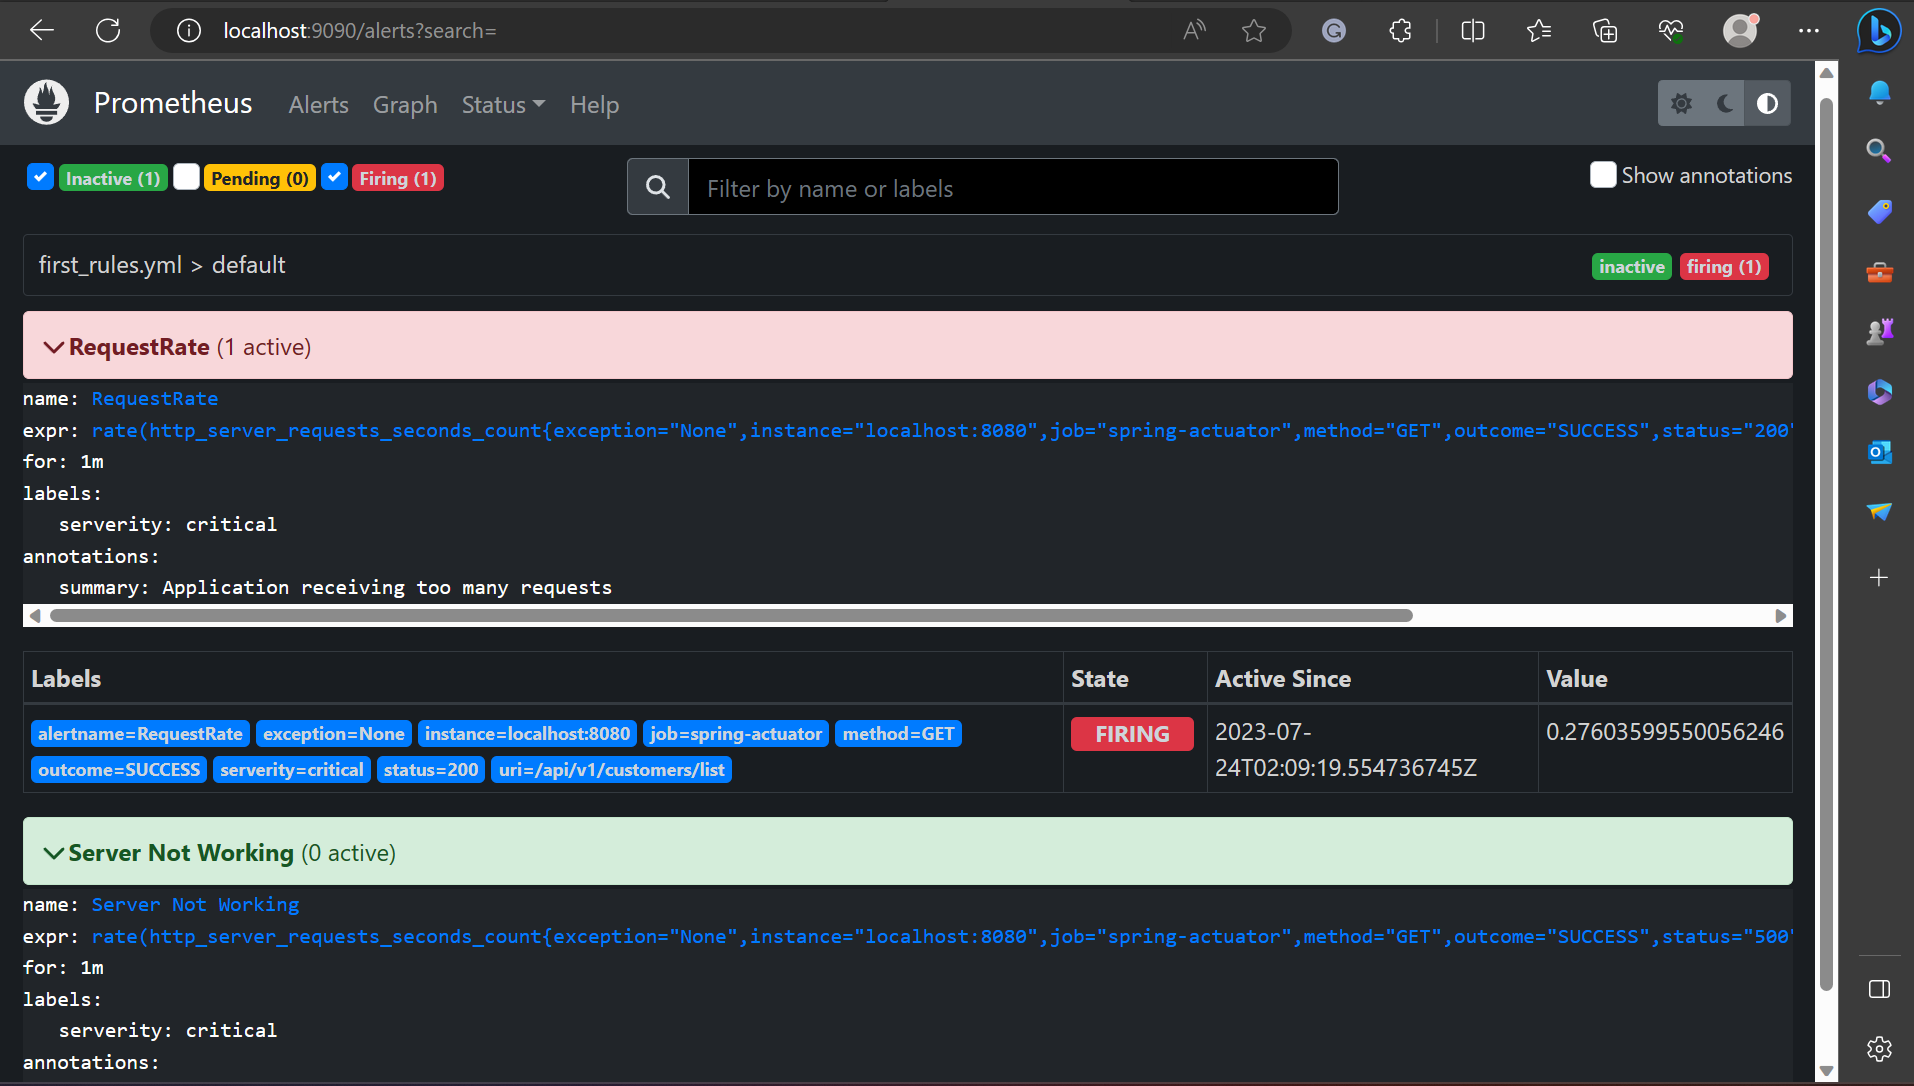 localhost:9090/alerts?search=
Prometheus Alerts Graph Status Help
Inactive (1) Pending (0) Firing (1) Filter by name or labels Show annotations
first_rules.yml > default inactive firing (1)
RequestRate (1 active)
name: RequestRate
expr: rate(http_server_requests_seconds_count{exception="None",instance="localhost:8080",job="spring-actuator",method="GET",outcome="SUCCESS",status="200"
for: 1m
labels:
serverity: critical
annotations:
summary: Application receiving too many requests
Labels State Active Since Value
alertname=RequestRate exception=None instance=localhost:8080 job=spring-actuator method=GET FIRING 2023-07- 0.27603599550056246
outcome=SUCCESS serverity=critical status=200 uri=/api/v1/customers/list 24T02:09:19.554736745Z
Server Not Working (0 active)
name: Server Not Working
expr: rate(http_server_requests_seconds_count{exception="None",instance="localhost:8080",job="spring-actuator",method="GET",outcome="SUCCESS",status="500"
for: 1m
labels:
serverity: critical
annotations: